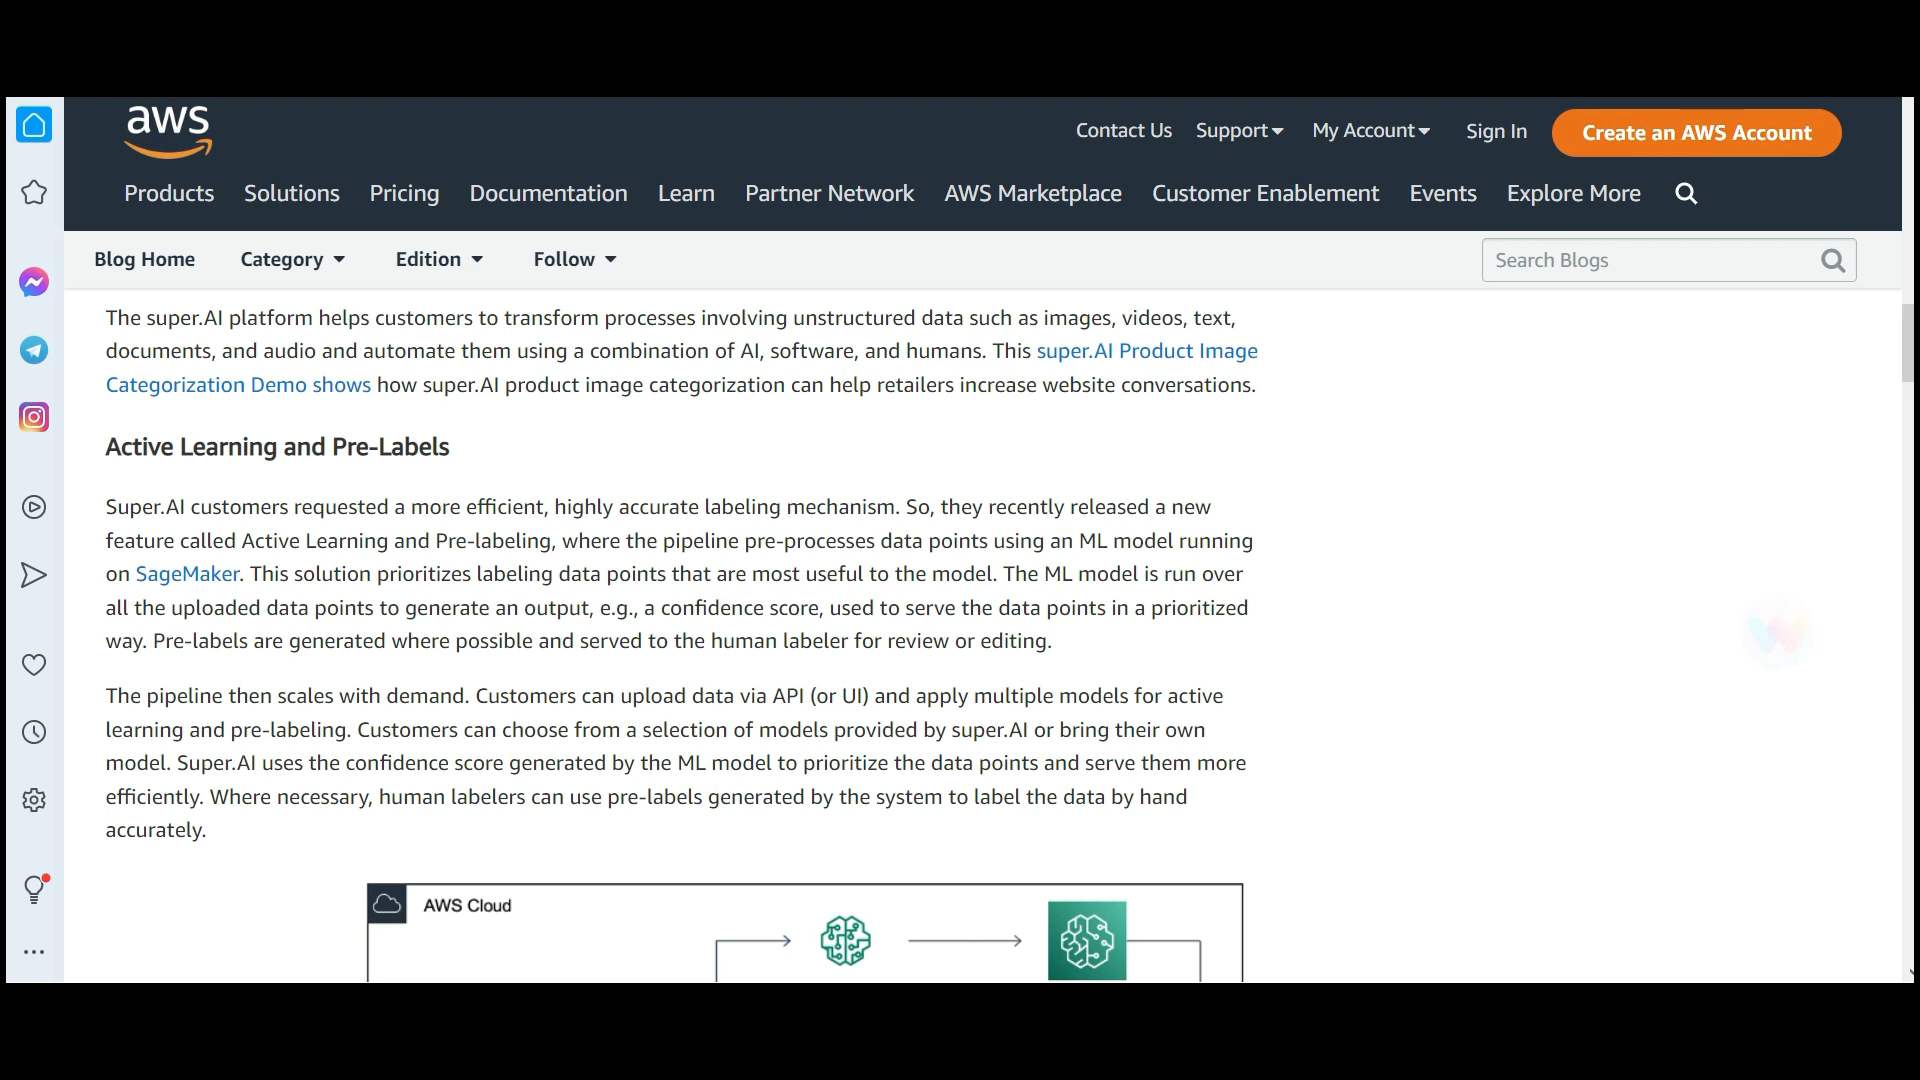 aws
Contact Us Support My Account Sign In Create an AWS Account
Products Solutions Pricing Documentation Learn Partner Network AWS Marketplace Customer Enablement Events Explore More
Blog Home Category Edition Follow Search Blogs
The super.AI platform helps customers to transform processes involving unstructured data such as images, videos, text,
documents, and audio and automate them using a combination of AI, software, and humans. This super.AI Product Image
Categorization Demo shows how super.AI product image categorization can help retailers increase website conversations.
Active Learning and Pre-Labels
Super.AI customers requested a more efficient, highly accurate labeling mechanism. So, they recently released a new
feature called Active Learning and Pre-labeling, where the pipeline pre-processes data points using an ML model running
on SageMaker. This solution prioritizes labeling data points that are most useful to the model. The ML model is run over
all the uploaded data points to generate an output, e.g., a confidence score, used to serve the data points in a prioritized
way. Pre-labels are generated where possible and served to the human labeler for review or editing.
The pipeline then scales with demand. Customers can upload data via API (or UI) and apply multiple models for active
learning and pre-labeling. Customers can choose from a selection of models provided by super.AI or bring their own
model. Super.AI uses the confidence score generated by the ML model to prioritize the data points and serve them more
efficiently. Where necessary, human labelers can use pre-labels generated by the system to label the data by hand
accurately.
AWS Cloud